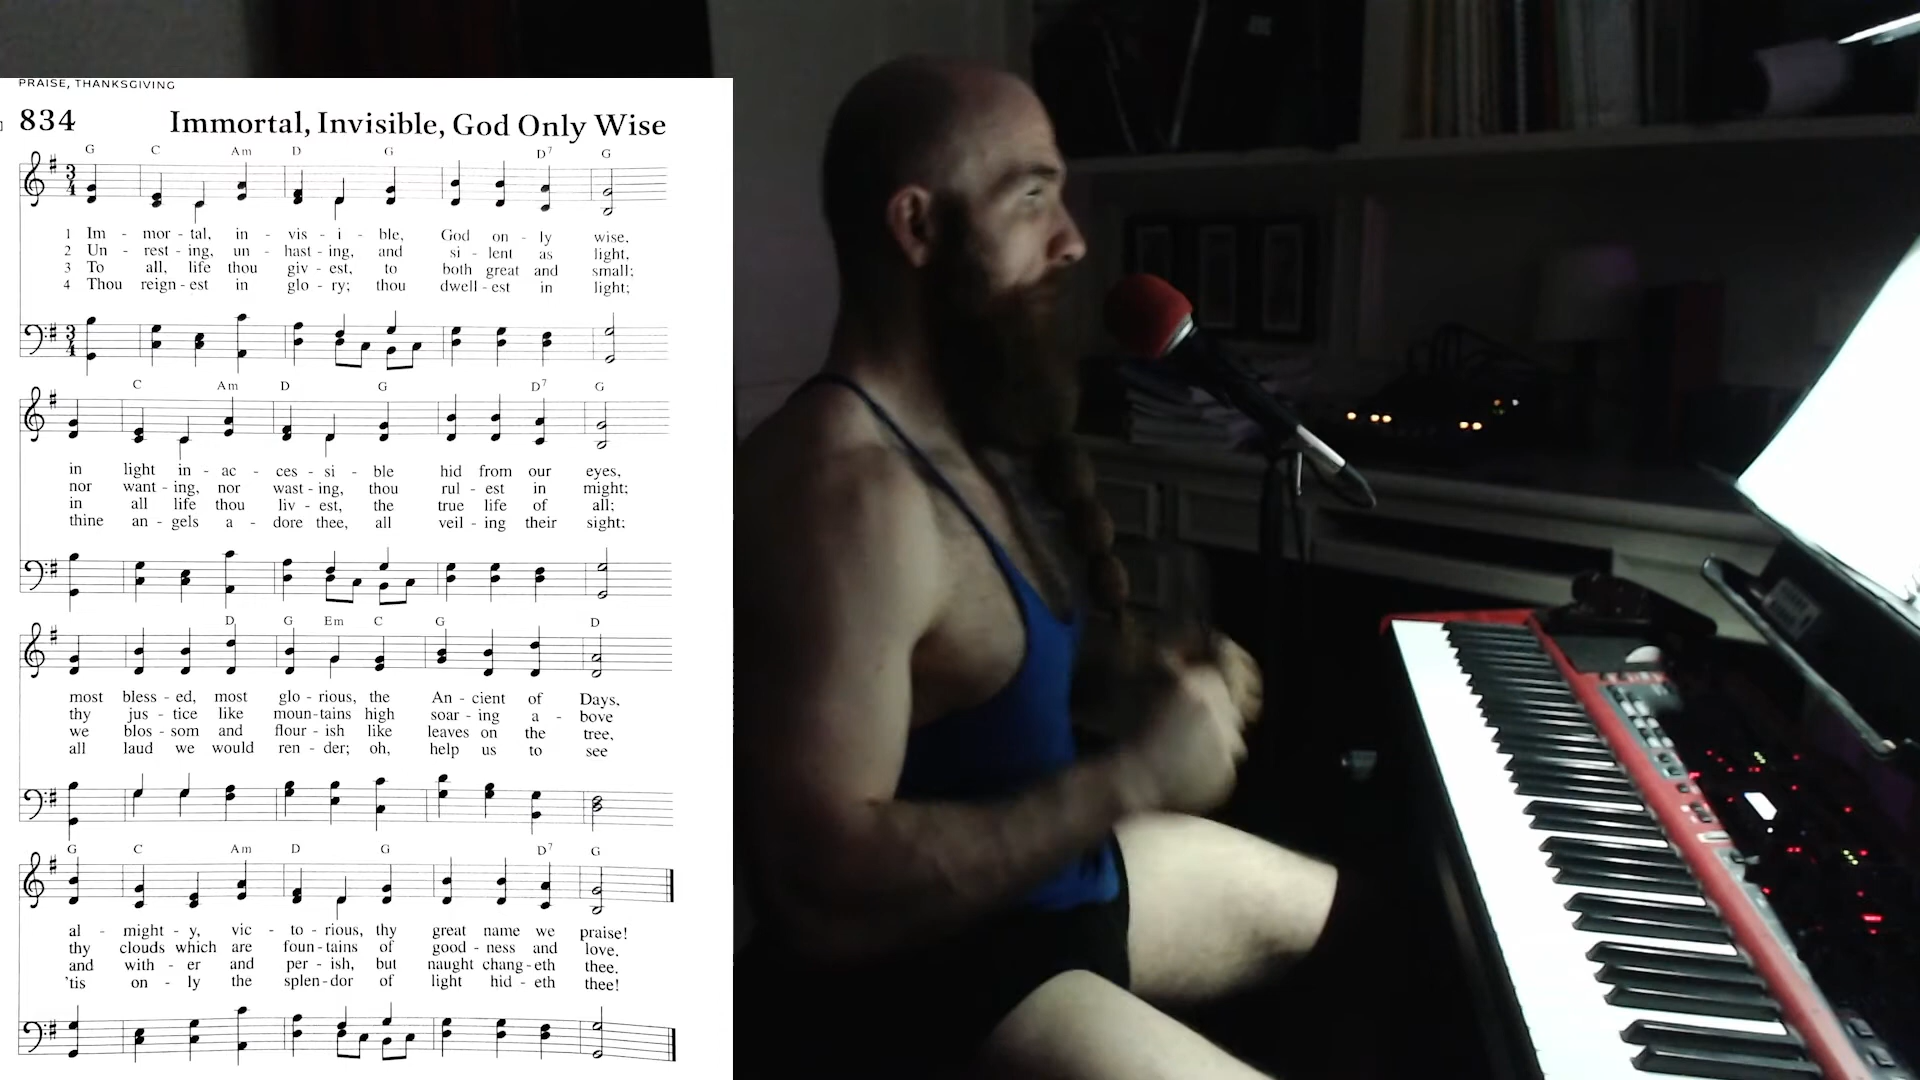 PRAISE, THANKSGIVING
834 Immortal, Invisible, God Only Wise
G C Am D G D7 G
1 Im - mor - tal, in - vis - i - ble, God on - ly wise,
2 Un - rest - ing, un - hast - ing, and si - lent as light,
3 To all, life thou giv - est, to both great and small;
4 Thou reign - est in glo - ry; thou dwell - est in light;
C Am D G D7 G
in light in - ac - ces - si - ble hid from our eyes,
nor want - ing, nor wast - ing, thou rul - est in might;
in all life thou liv - est, the true life of all;
thine an - gels a - dore thee, all veil - ing their sight;
D G Em C G D
most bless - ed, most glo - rious, the An - cient of Days,
thy jus - tice like moun - tains high soar - ing a - bove
we blos - som and flour - ish like leaves on the tree,
all laud we would ren - der; oh, help us to see
G C Am D G D7 G
al - might - y, vic - to - rious, thy great name we praise!
thy clouds which are foun - tains of good - ness and love.
and with - er and per - ish, but naught chang - eth thee.
'tis on - ly the splen - dor of light hid - eth thee!